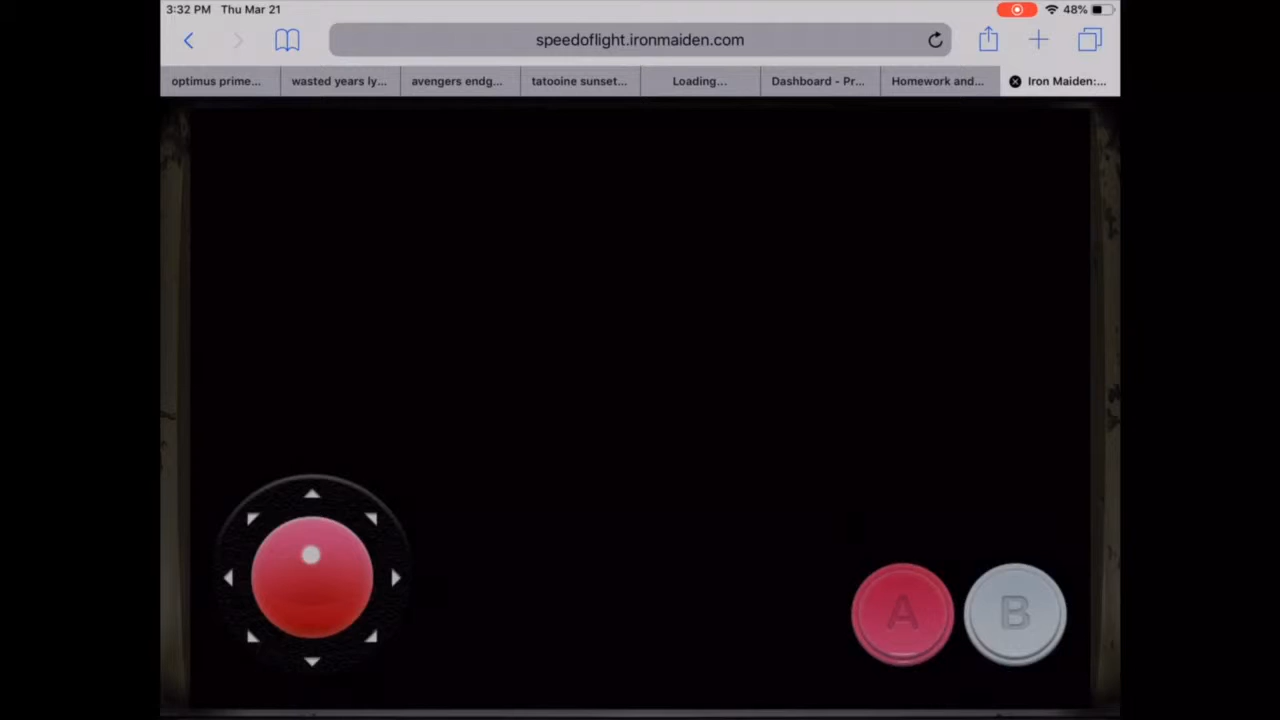 3:32 PM Thu Mar 21
48%
speedoflight.ironmaiden.com
optimus prime...
wasted years ly...
avengers endg...
tatooine sunset...
Loading...
Dashboard - Pr...
Homework and...
Iron Maiden:...
A
B